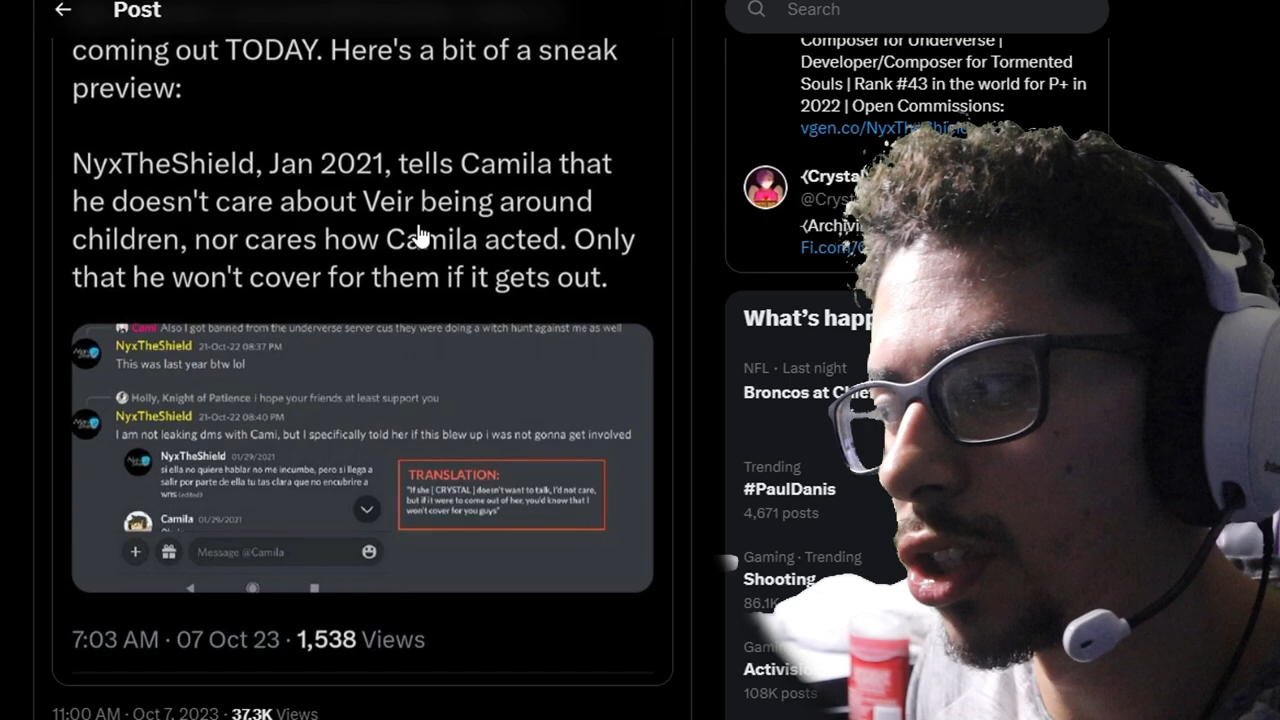 Post
coming out TODAY. Here's a bit of a sneak
preview:
NyxTheShield, Jan 2021, tells Camila that
he doesn't care about Veir being around
children, nor cares how Camila acted. Only
that he won't cover for them if it gets out.
Cami Also I got banned from the underverse server cus they were doing a witch hunt against me as well
NyxTheShield 21-Oct-22 08:37 PM
This was last year btw lol
Holly, Knight of Patience i hope your friends at least support you
NyxTheShield 21-Oct-22 08:40 PM
I am not leaking dms with Cami, but I specifically told her if this blew up i was not gonna get involved
NyxTheShield 01/29/2021
si ella no quiere hablar no me incumbe, pero si llega a
salir por parte de ella tu tas clara que no encubrire a
wns (edited)
Camila 01/29/2021
Message @Camila
TRANSLATION:
"If she [ CRYSTAL ] doesn't want to talk, I'd not care,
but if it were to come out of her, you'd know that I
won't cover for you guys"
7:03 AM · 07 Oct 23 · 1,538 Views
11:00 AM · Oct 7, 2023 · 37.3K Views
Search
Composer for Underverse |
Developer/Composer for Tormented
Souls | Rank #43 in the world for P+ in
2022 | Open Commissions:
vgen.co/NyxTheShield
What's
NFL · Last night
Broncos at
Trending
#PaulDanis
4,671 posts
Gaming · Trending
Shooting
86.1K
108K posts